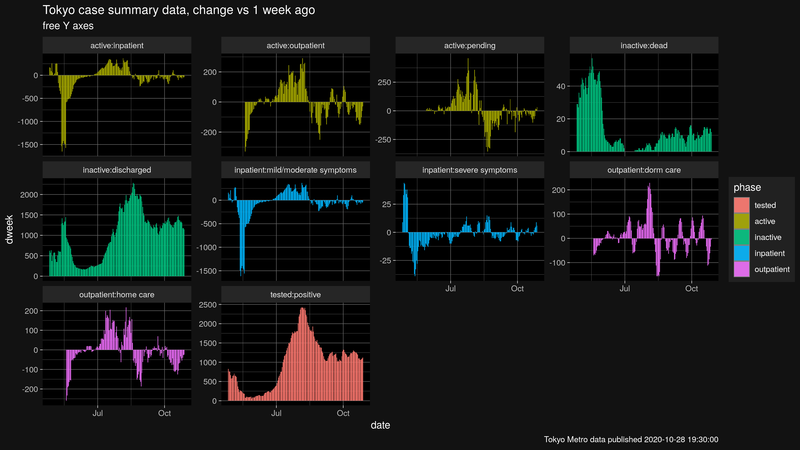 Tokyo case summary data, change vs 1 week ago
free Y axes
active:inpatient
active:outpatient
active:pending
inactive:dead
0
-500
-1000
-1500
200
0
-200
250
0
-250
40
20
0
inactive:discharged
inpatient:mild/moderate symptoms
inpatient:severe symptoms
outpatient:dorm care
2000
1500
1000
500
0
500
0
-500
-1000
-1500
25
0
-25
200
100
0
-100
Jul
Oct
Jul
Oct
outpatient:home care
tested:positive
200
100
0
-100
-200
2500
2000
1500
1000
500
0
Jul
Oct
Jul
Oct
dweek
date
phase
tested
active
inactive
inpatient
outpatient
Tokyo Metro data published 2020-10-28 19:30:00